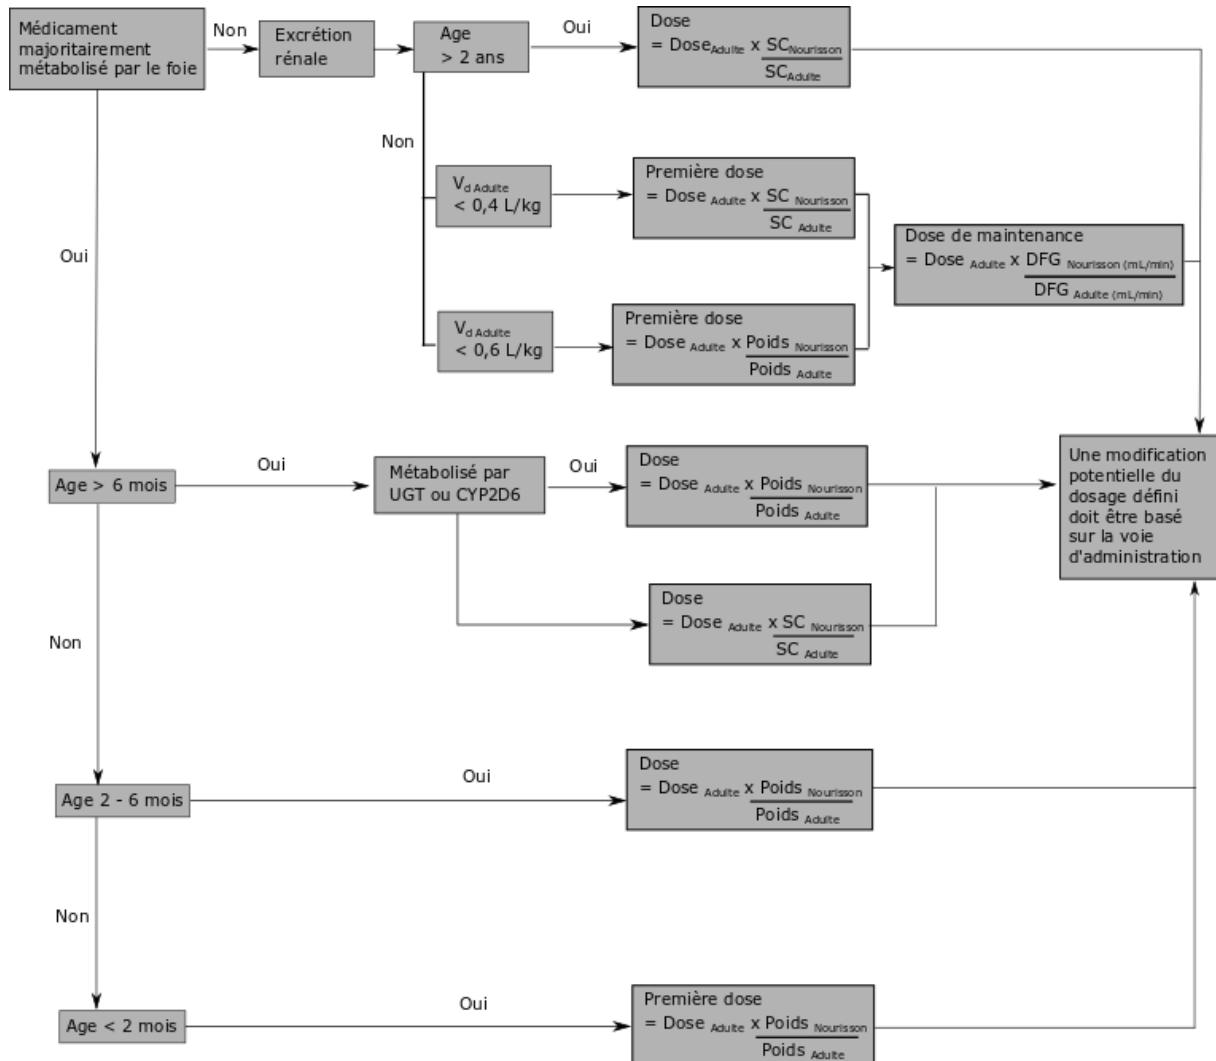 Médicament
majoritairement
métabolisé par le foie
Non
Excrétion
rénale
Age
> 2 ans
Oui
Dose
= Dose Adulte x SC Nourisson
SC Adulte
Non
Vd Adulte
< 0,4 L/kg
Première dose
= Dose Adulte x SC Nourisson
SC Adulte
Dose de maintenance
= Dose Adulte x DFG Nourisson (mL/min)
DFG Adulte (mL/min)
Vd Adulte
< 0,6 L/kg
Première dose
= Dose Adulte x Poids Nourisson
Poids Adulte
Oui
Age > 6 mois
Oui
Métabolisé par
UGT ou CYP2D6
Oui
Dose
= Dose Adulte x Poids Nourisson
Poids Adulte
Une modification
potentielle du
dosage défini
doit être basé
sur la voie
d'administration
Dose
= Dose Adulte x SC Nourisson
SC Adulte
Non
Age 2 - 6 mois
Oui
Dose
= Dose Adulte x Poids Nourisson
Poids Adulte
Non
Age < 2 mois
Oui
Première dose
= Dose Adulte x Poids Nourisson
Poids Adulte